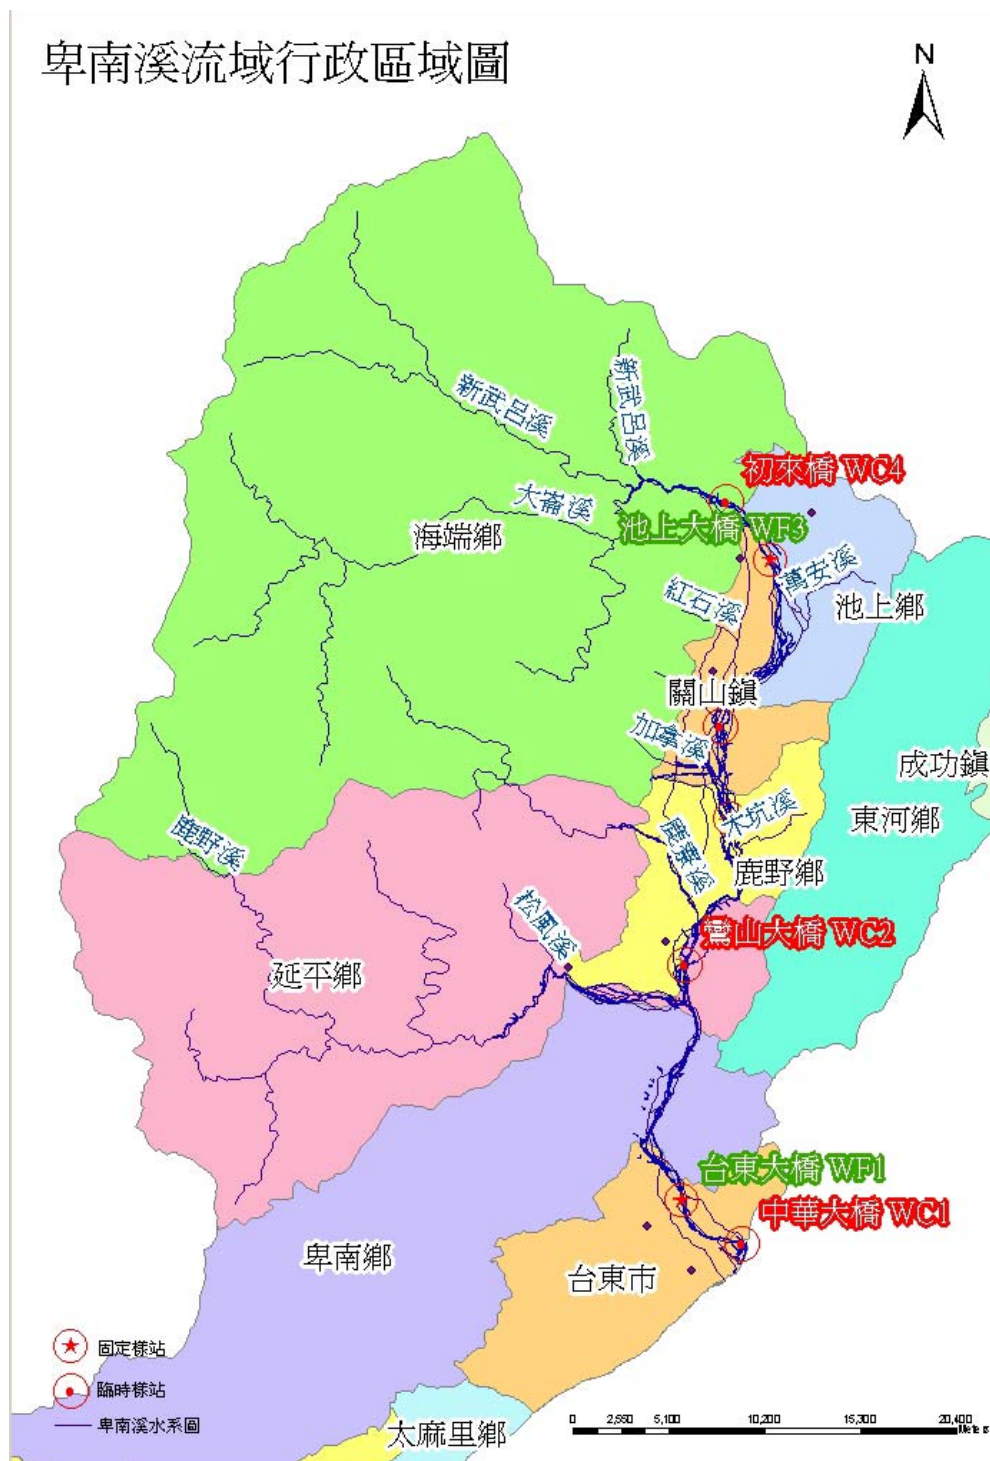 卑南溪流域行政區域圖
N
新武呂溪
新武呂溪
初來橋 WC4
大崙溪
池上大橋 WF3
海端鄉
萬安溪
紅石溪
池上鄉
關山鎮
加拿溪
成功鎮
東河鄉
木坑溪
鹿野溪
鹿寮溪
鹿野鄉
松風溪
鸞山大橋 WC2
延平鄉
台東大橋 WF1
中華大橋 WC1
卑南鄉
台東市
固定樣站
臨時樣站
卑南溪水系圖
太麻里鄉
0 2,550 5,100 10,200 15,300 20,400
Meters